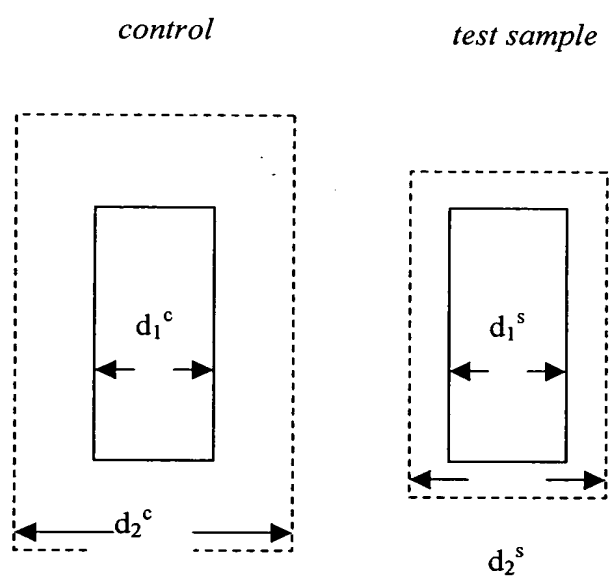 control
test sample
d₁ᶜ
d₁ˢ
d₂ᶜ
d₂ˢ